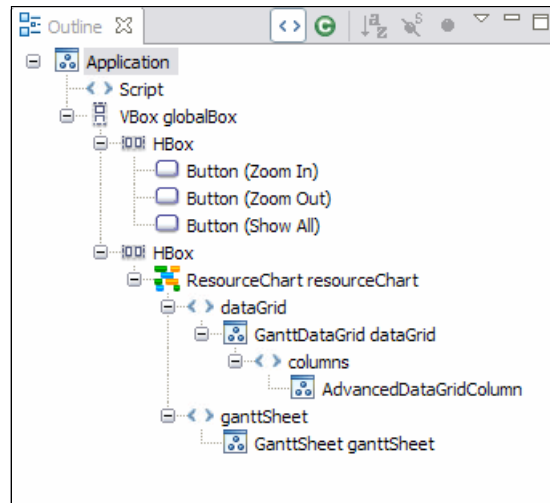 Outline
Application
Script
VBox globalBox
HBox
Button (Zoom In)
Button (Zoom Out)
Button (Show All)
HBox
ResourceChart resourceChart
dataGrid
GanttDataGrid dataGrid
columns
AdvancedDataGridColumn
ganttSheet
GanttSheet ganttSheet